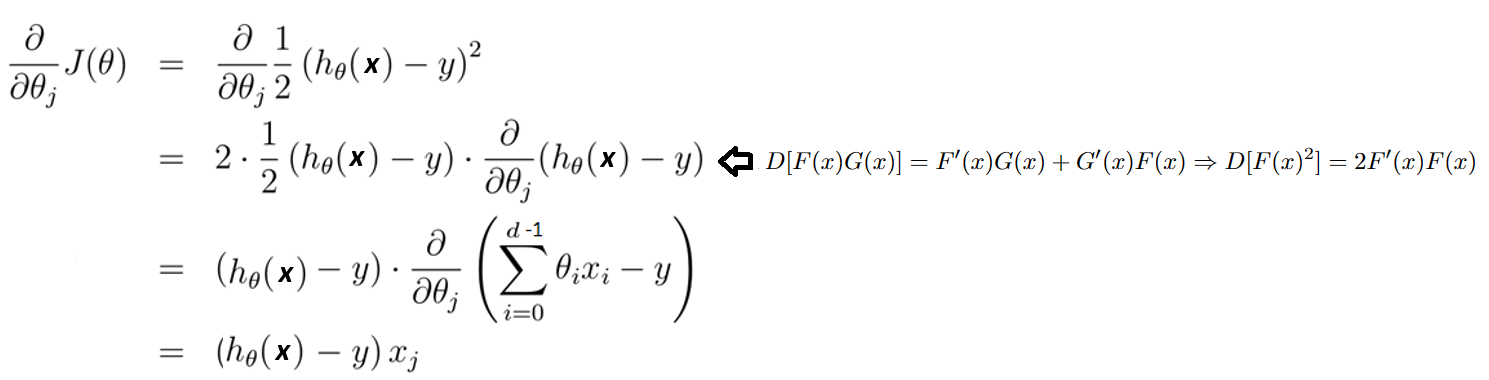 ∂/∂θ_j J(θ) = ∂/∂θ_j 1/2 (h_θ(x) − y)²
= 2 · 1/2 (h_θ(x) − y) · ∂/∂θ_j (h_θ(x) − y) ⇦ D[F(x)G(x)] = F′(x)G(x) + G′(x)F(x) ⇒ D[F(x)²] = 2F′(x)F(x)
= (h_θ(x) − y) · ∂/∂θ_j ( ∑_{i=0}^{d-1} θ_i x_i − y )
= (h_θ(x) − y) x_j